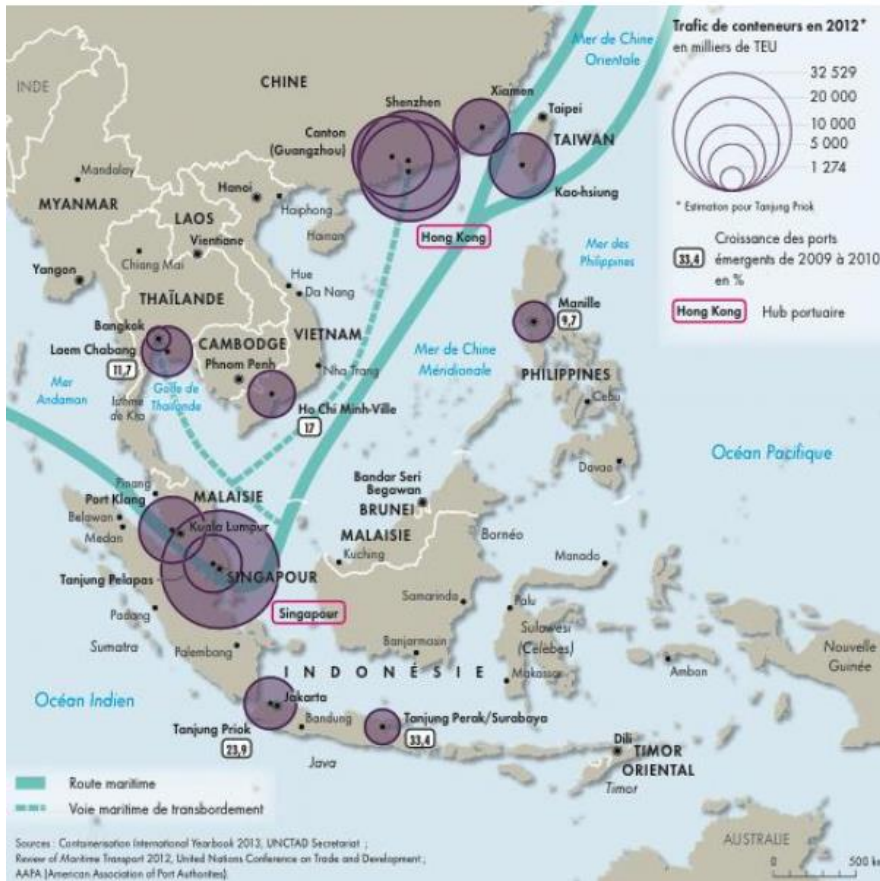 Trafic de conteneurs en 2012*
en milliers de TEU
32 529
20 000
10 000
5 000
1 274
* Estimation pour Tanjung Priok
33,4
Croissance des ports
émergents de 2009 à 2010
en %
Hong Kong
Hub portuaire
Mer de Chine
Orientale
INDE
CHINE
Xiamen
Shenzhen
Taipei
Canton
(Guangzhou)
TAIWAN
Mandalay
Hanoi
Kao-hsiung
MYANMAR
LAOS
Haiphong
Hong Kong
Vientiane
Hainan
Mer des
Philippines
Yangon
Chiang Mai
Hue
Da Nang
THAÏLANDE
Manille
9,7
Bangkok
VIETNAM
Laem Chabang
CAMBODGE
11,7
Phnom Penh
Nha Trang
Mer de Chine
Méridionale
PHILIPPINES
Mer
Andaman
Golfe de
Thaïlande
Isthme
de Kra
Ho Chi Minh-Ville
17
Cebu
Océan Pacifique
Davao
Pinang
Bandar Seri
Begawan
Port Klang
MALAISIE
BRUNEI
Belawan
Kuala Lumpur
MALAISIE
Bornéo
Medan
Kuching
Manado
Tanjung Pelapas
SINGAPOUR
Padang
Singapour
Samarinda
Palu
Sumatra
Palembang
Banjarmasin
Sulawesi
(Celebes)
Nouvelle
Guinée
INDONÉSIE
Makassar
Ambon
Océan Indien
Jakarta
Tanjung Priok
Bandung
Tanjung Perak/Surabaya
23,9
33,4
Dili
Java
TIMOR
ORIENTAL
Timor
Route maritime
Voie maritime de transbordement
AUSTRALIE
Sources : Containerisation International Yearbook 2013, UNCTAD Secretariat ;
Review of Maritime Transport 2012, United Nations Conference on Trade and Development ;
AAPA (American Association of Port Authorities).
0 500 km